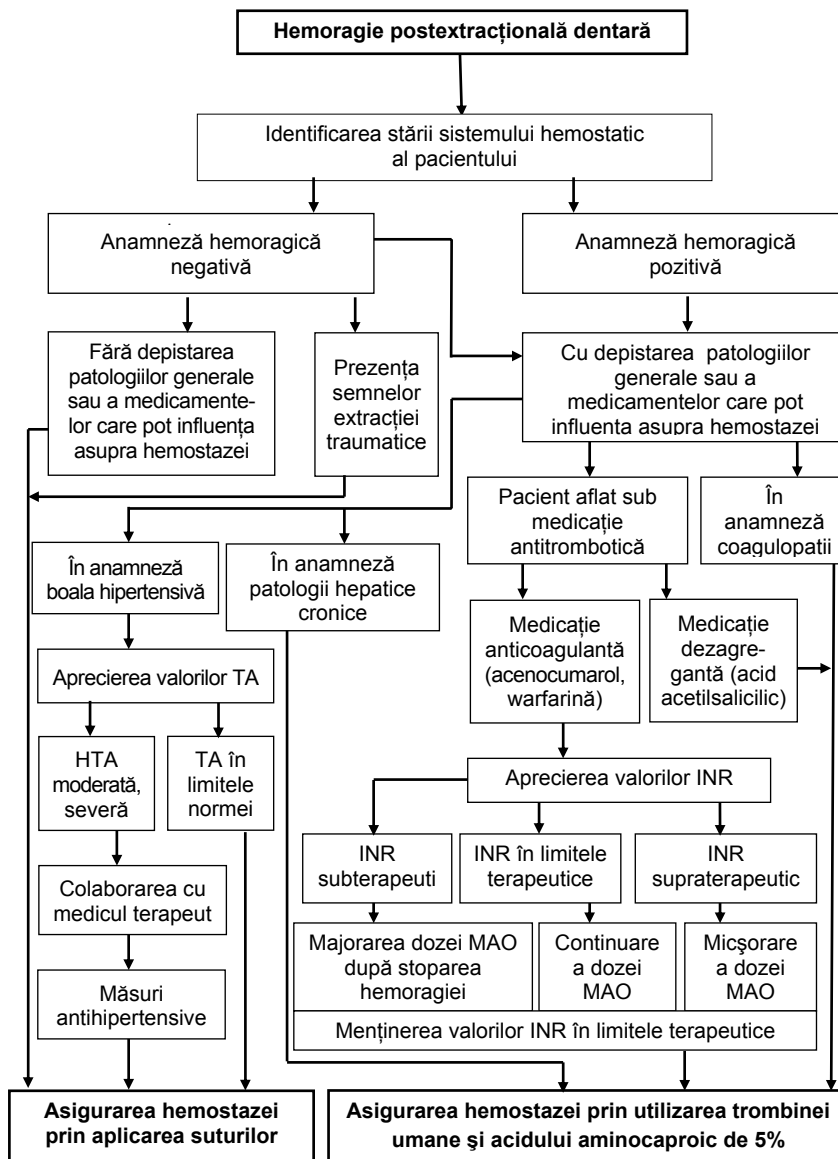 Hemoragie postextracțională dentară
Identificarea stării sistemului hemostatic
al pacientului
Anamneză hemoragică
negativă
Anamneză hemoragică
pozitivă
Fără depistarea
patologiilor generale
sau a medicamente-
lor care pot influența
asupra hemostazei
Prezența
semnelor
extracției
traumatice
Cu depistarea patologiilor
generale sau a
medicamentelor care pot
influența asupra hemostazei
Pacient aflat sub
medicație
antitrombotică
În
anamneză
coagulopatii
În anamneză
boala hipertensivă
În anamneză
patologii hepatice
cronice
Medicație
anticoagulantă
(acenocumarol,
warfarină)
Medicație
dezagre-
gantă (acid
acetilsalicilic)
Aprecierea valorilor TA
HTA
moderată,
severă
TA în
limitele
normei
Aprecierea valorilor INR
INR
subterapeuti
INR în limitele
terapeutice
INR
supraterapeutic
Colaborarea cu
medicul terapeut
Majorarea dozei MAO
după stoparea
hemoragiei
Continuare
a dozei
MAO
Micşorare
a dozei
MAO
Măsuri
antihipertensive
Menținerea valorilor INR în limitele terapeutice
Asigurarea hemostazei
prin aplicarea suturilor
Asigurarea hemostazei prin utilizarea trombinei
umane şi acidului aminocaproic de 5%